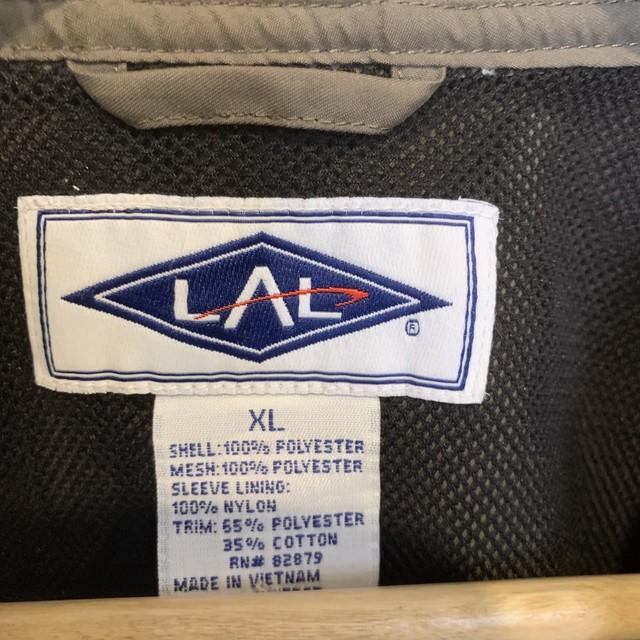 LAL
®
XL
SHELL: 100% POLYESTER
MESH: 100% POLYESTER
SLEEVE LINING:
100% NYLON
TRIM: 65% POLYESTER
35% COTTON
RN# 82879
MADE IN VIETNAM